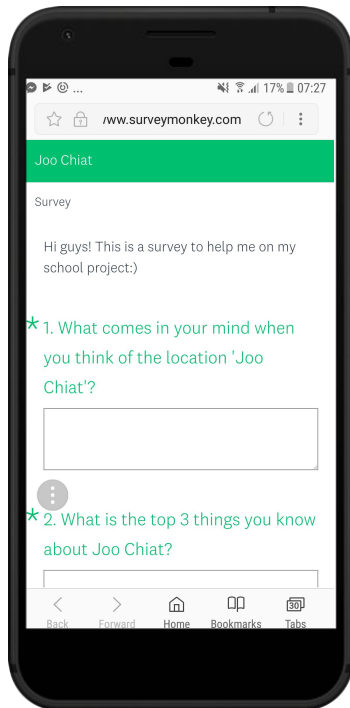 ... 17% 07:27
/ww.surveymonkey.com
Joo Chiat
Survey
Hi guys! This is a survey to help me on my
school project:)
* 1. What comes in your mind when
you think of the location 'Joo
Chiat'?
* 2. What is the top 3 things you know
about Joo Chiat?
Back Forward Home Bookmarks 30 Tabs